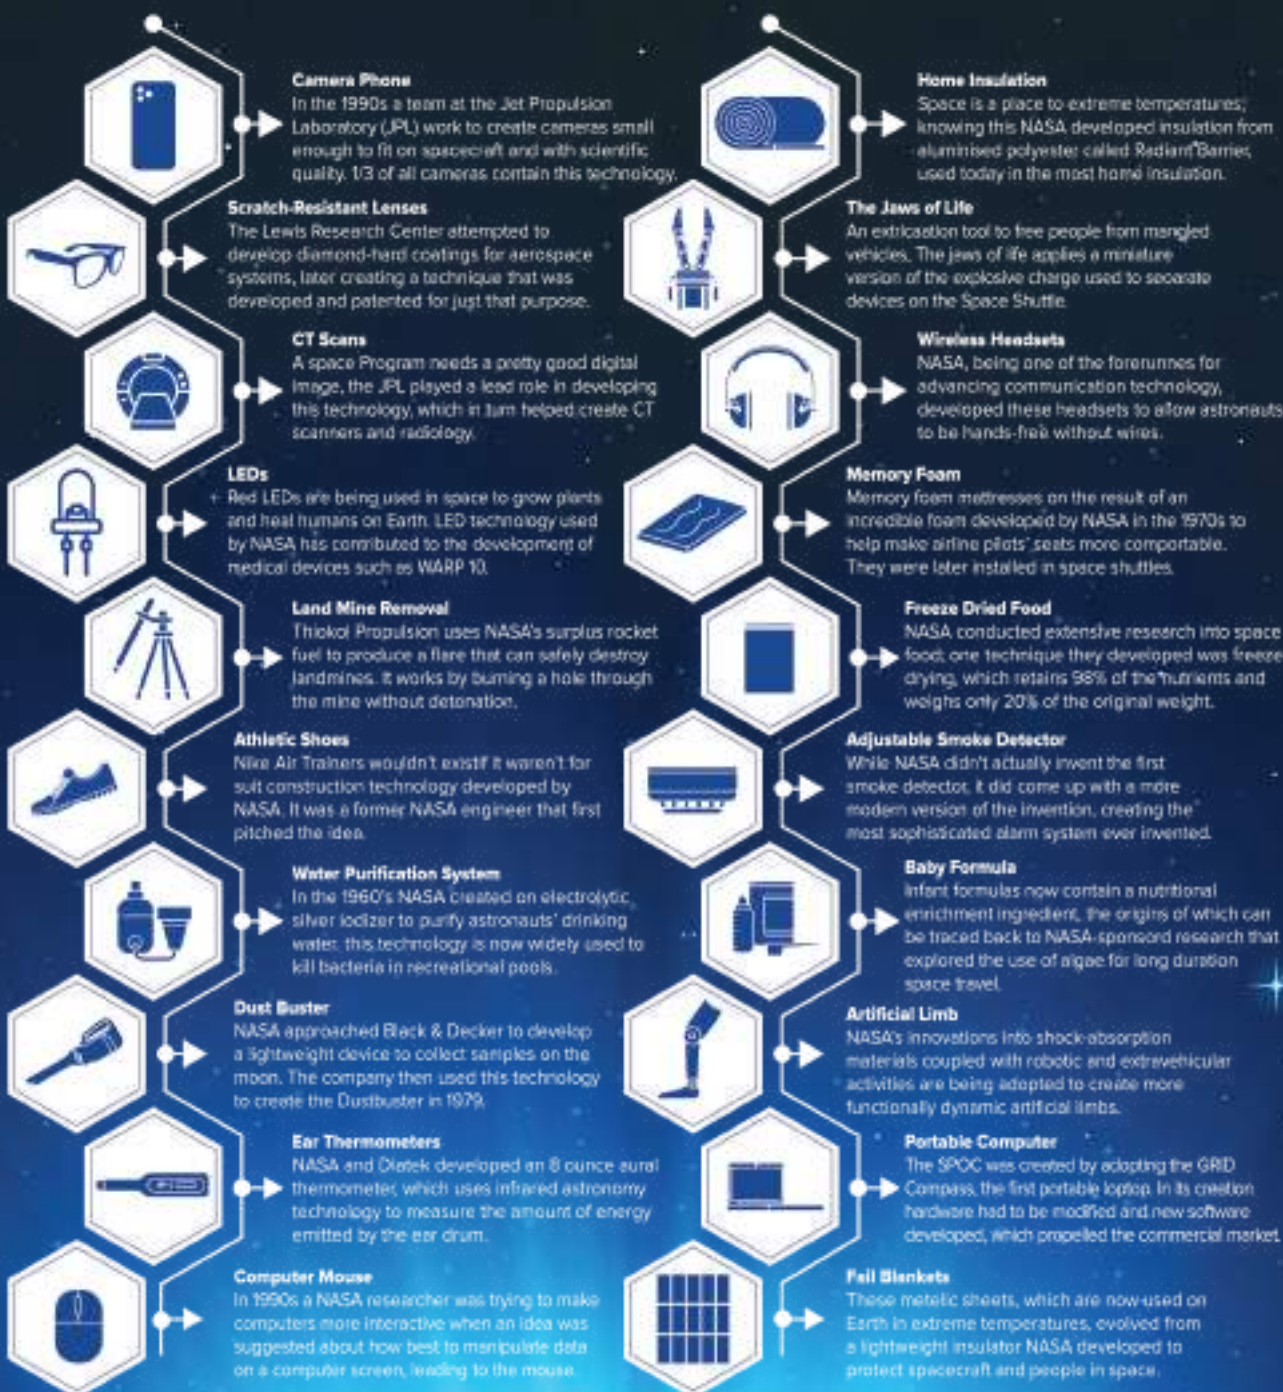 Camera Phone
In the 1990s a team at the Jet Propulsion
Laboratory (JPL) work to create cameras small
enough to fit on spacecraft and with scientific
quality. 1/3 of all cameras contain this technology.
Scratch-Resistant Lenses
The Lewis Research Center attempted to
develop diamond-hard coatings for aerospace
systems, later creating a technique that was
developed and patented for just that purpose.
CT Scans
A space Program needs a pretty good digital
image, the JPL played a lead role in developing
this technology, which in turn helped create CT
scanners and radiology.
LEDs
Red LEDs are being used in space to grow plants
and heal humans on Earth. LED technology used
by NASA has contributed to the development of
medical devices such as WARP 10.
Land Mine Removal
Thiokol Propulsion uses NASA's surplus rocket
fuel to produce a flare that can safely destroy
landmines. It works by burning a hole through
the mine without detonation.
Athletic Shoes
Nike Air Trainers wouldn't existif it waren't for
suit construction technology developed by
NASA. It was a former NASA engineer that first
pitched the idea.
Water Purification System
In the 1960's NASA created on electrolytic
silver iodizer to purify astronauts' drinking
water, this technology is now widely used to
kill bacteria in recreational pools.
Dust Buster
NASA approached Black & Decker to develop
a lightweight device to collect samples on the
moon. The company then used this technology
to create the Dustbuster in 1979.
Ear Thermometers
NASA and Diatek developed an 8 ounce aural
thermometer, which uses infrared astronomy
technology to measure the amount of energy
emitted by the ear drum.
Computer Mouse
In 1990s a NASA researcher was trying to make
computers more interactive when an idea was
suggested about how best to manipulate data
on a computer screen, leading to the mouse
Home Insulation
Space is a place to extreme temperatures;
knowing this NASA developed insulation from
aluminised polyester called Radiant Barrier,
used today in the most home insulation.
The Jaws of Life
An extricaation tool to free people from mangled
vehicles, The jaws of life applies a miniature
version of the explosive charge used to seoarate
devices on the Space Shuttle.
Wireless Headsets
NASA, being one of the forerunnes for
advancing communication technology,
developed these headsets to allow astronauts
to be hands-free without wires.
Memory Foam
Memory foam mattresses on the result of an
incredible foam developed by NASA in the 1970s to
help make airline pilots' seats more comportable.
They were later installed in space shuttles.
Freeze Dried Food
NASA conducted extensive research into space
food; one technique they developed was freeze
drying, which retains 98% of the nutrients and
weighs only 20% of the original weight.
Adjustable Smoke Detector
While NASA didn't actually invent the first
smoke detector, it did come up with a more
modern version of the invention, creating the
most sophisticated alarm system ever invented.
Baby Formula
Infant formulas now contain a nutritional
enrichment ingredient, the origins of which can
be traced back to NASA-sponsord research that
explored the use of algae for long duration
space travel.
Artificial Limb
NASA's innovations into shock-absorption
materials coupled with robotic and extravehicular
activities are being adopted to create more
functionally dynamic artificial limbs.
Portable Computer
The SPOC was created by adopting the GRID
Compass, the first portable loptop. In its creation
hardware had to be modified and new software
developed, which propelled the commercial market.
Fail Blankets
These metelic sheets, which are now used on
Earth in extreme temperatures, evolved from
a lightweight insulator NASA developed to
protect spacecraft and people in space.